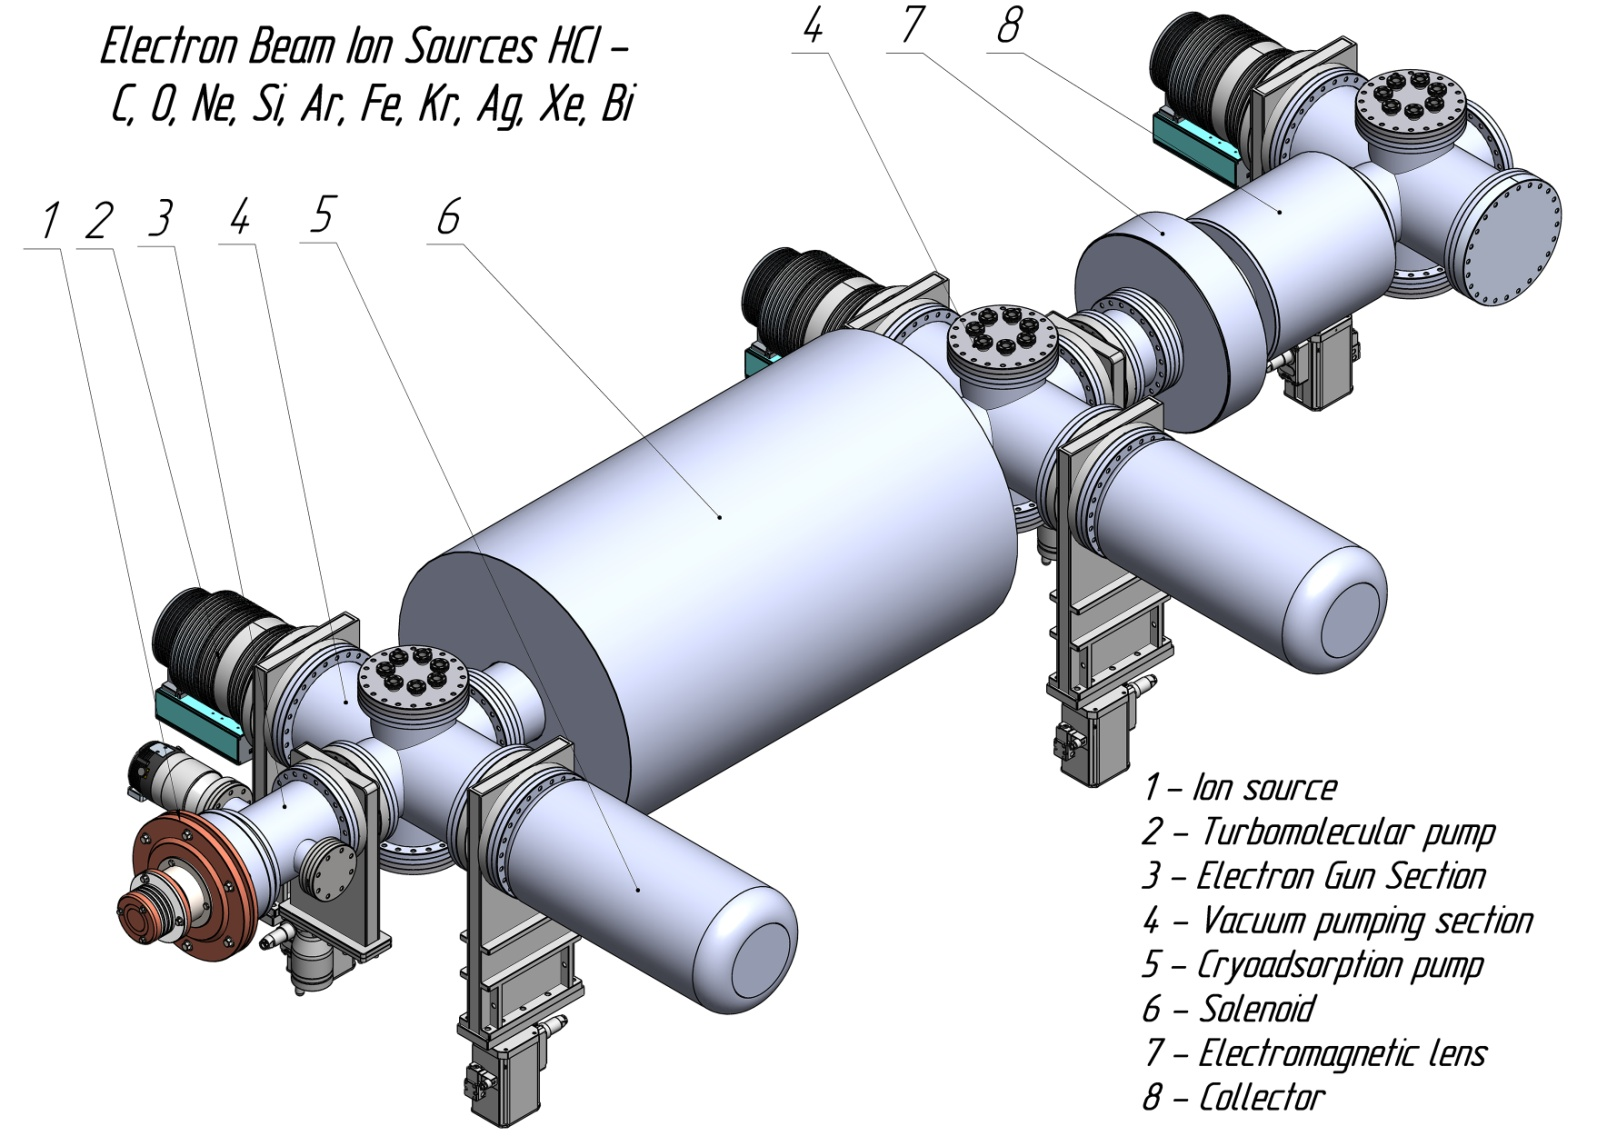 Electron Beam Ion Sources HCI –
C, O, Ne, Si, Ar, Fe, Kr, Ag, Xe, Bi
4 7 8
1 2 3 4 5 6
1 – Ion source
2 – Turbomolecular pump
3 – Electron Gun Section
4 – Vacuum pumping section
5 – Cryoadsorption pump
6 – Solenoid
7 – Electromagnetic lens
8 – Collector